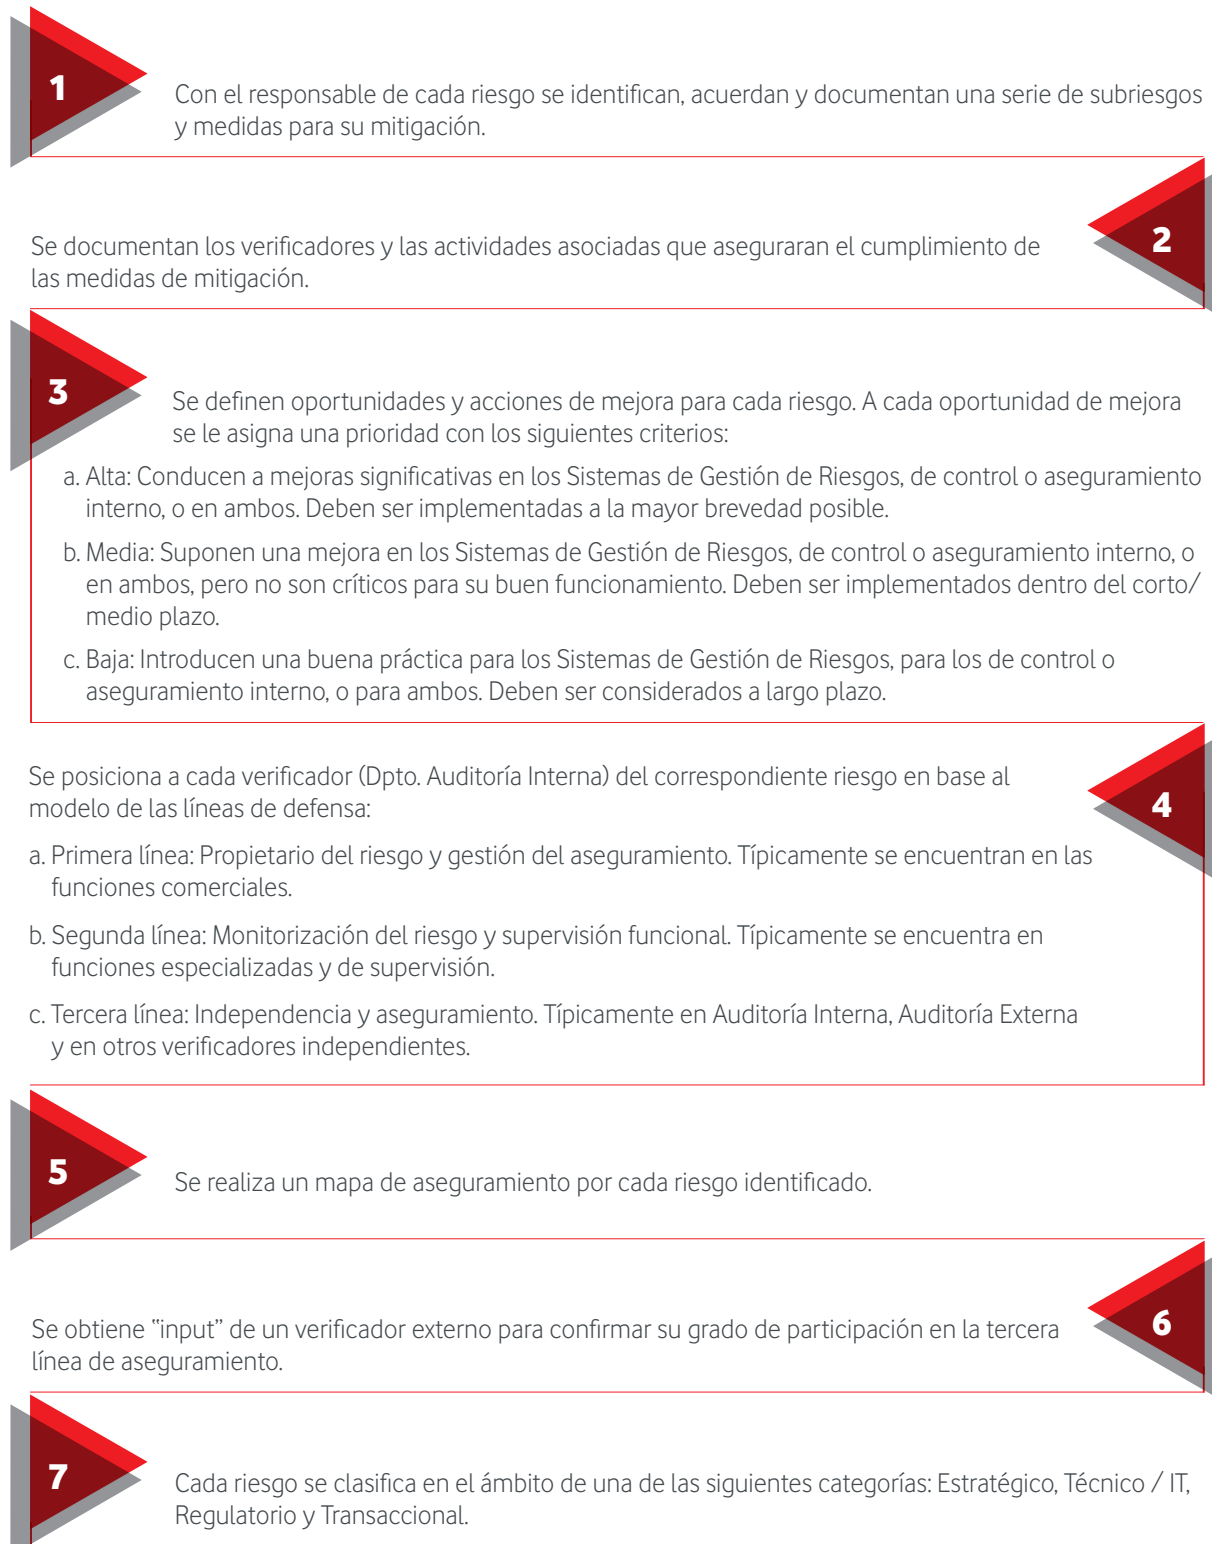 1
Con el responsable de cada riesgo se identifican, acuerdan y documentan una serie de subriesgos
y medidas para su mitigación.
2
Se documentan los verificadores y las actividades asociadas que aseguraran el cumplimiento de
las medidas de mitigación.
3
Se definen oportunidades y acciones de mejora para cada riesgo. A cada oportunidad de mejora
se le asigna una prioridad con los siguientes criterios:
a. Alta: Conducen a mejoras significativas en los Sistemas de Gestión de Riesgos, de control o aseguramiento
interno, o en ambos. Deben ser implementadas a la mayor brevedad posible.
b. Media: Suponen una mejora en los Sistemas de Gestión de Riesgos, de control o aseguramiento interno, o
en ambos, pero no son críticos para su buen funcionamiento. Deben ser implementados dentro del corto/
medio plazo.
c. Baja: Introducen una buena práctica para los Sistemas de Gestión de Riesgos, para los de control o
aseguramiento interno, o para ambos. Deben ser considerados a largo plazo.
4
Se posiciona a cada verificador (Dpto. Auditoría Interna) del correspondiente riesgo en base al
modelo de las líneas de defensa:
a. Primera línea: Propietario del riesgo y gestión del aseguramiento. Típicamente se encuentran en las
funciones comerciales.
b. Segunda línea: Monitorización del riesgo y supervisión funcional. Típicamente se encuentra en
funciones especializadas y de supervisión.
c. Tercera línea: Independencia y aseguramiento. Típicamente en Auditoría Interna, Auditoría Externa
y en otros verificadores independientes.
5
Se realiza un mapa de aseguramiento por cada riesgo identificado.
6
Se obtiene “input” de un verificador externo para confirmar su grado de participación en la tercera
línea de aseguramiento.
7
Cada riesgo se clasifica en el ámbito de una de las siguientes categorías: Estratégico, Técnico / IT,
Regulatorio y Transaccional.